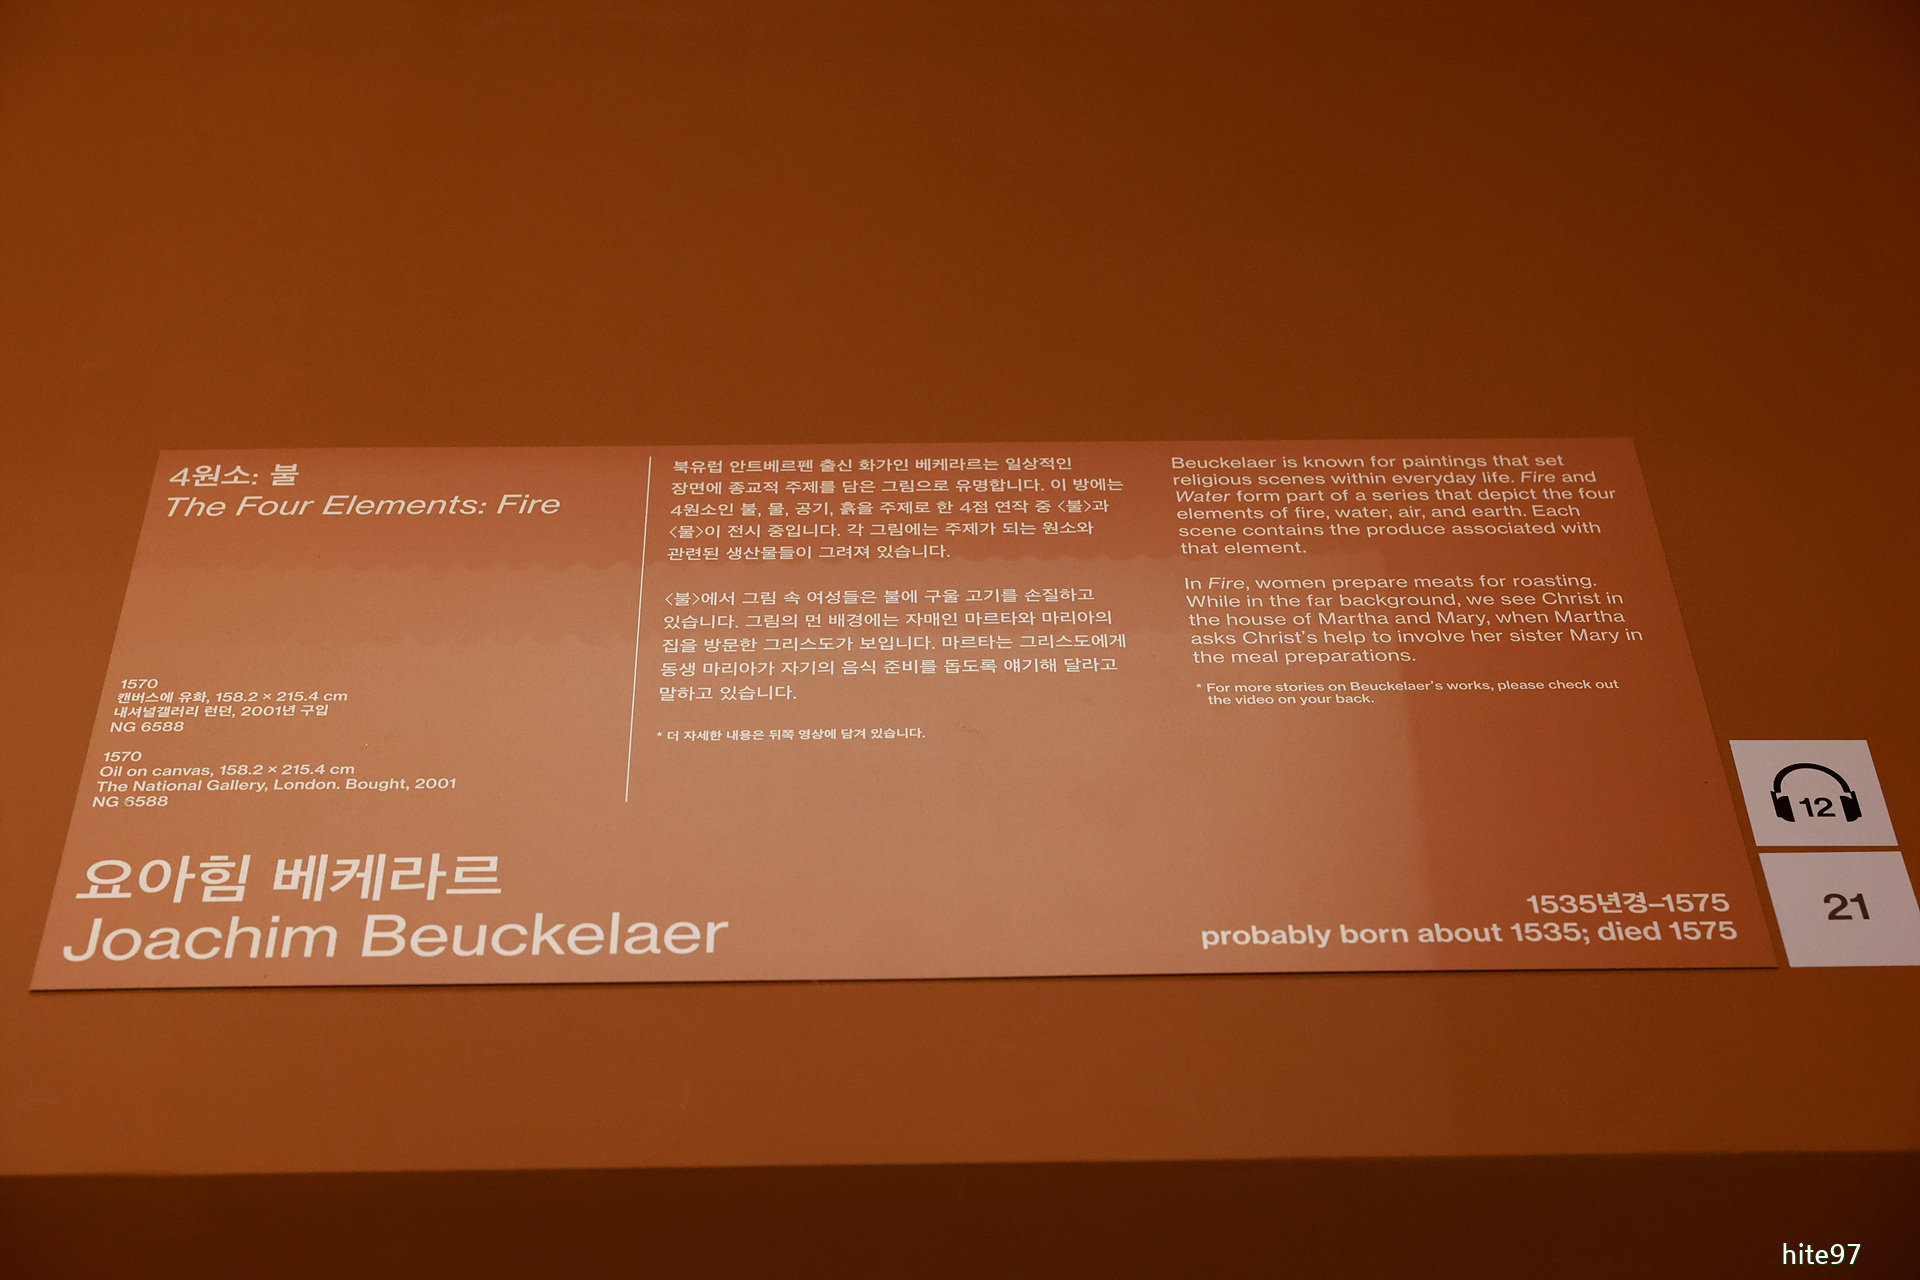 4원소: 불
The Four Elements: Fire
1570
캔버스에 유화, 158.2 × 215.4 cm
내셔널갤러리 런던, 2001년 구입
NG 6588
1570
Oil on canvas, 158.2 × 215.4 cm
The National Gallery, London. Bought, 2001
NG 6588
북유럽 안트베르펜 출신 화가인 베케라르는 일상적인
장면에 종교적 주제를 담은 그림으로 유명합니다. 이 방에는
4원소인 불, 물, 공기, 흙을 주제로 한 4점 연작 중 〈불〉과
〈물〉이 전시 중입니다. 각 그림에는 주제가 되는 원소와
관련된 생산물들이 그려져 있습니다.
〈불〉에서 그림 속 여성들은 불에 구울 고기를 손질하고
있습니다. 그림의 먼 배경에는 자매인 마르타와 마리아의
집을 방문한 그리스도가 보입니다. 마르타는 그리스도에게
동생 마리아가 자기의 음식 준비를 돕도록 얘기해 달라고
말하고 있습니다.
* 더 자세한 내용은 뒤쪽 영상에 담겨 있습니다.
Beuckelaer is known for paintings that set
religious scenes within everyday life. Fire and
Water form part of a series that depict the four
elements of fire, water, air, and earth. Each
scene contains the produce associated with
that element.
In Fire, women prepare meats for roasting.
While in the far background, we see Christ in
the house of Martha and Mary, when Martha
asks Christ's help to involve her sister Mary in
the meal preparations.
* For more stories on Beuckelaer's works, please check out
the video on your back.
요아힘 베케라르
Joachim Beuckelaer
1535년경–1575
probably born about 1535; died 1575
12
21
hite97